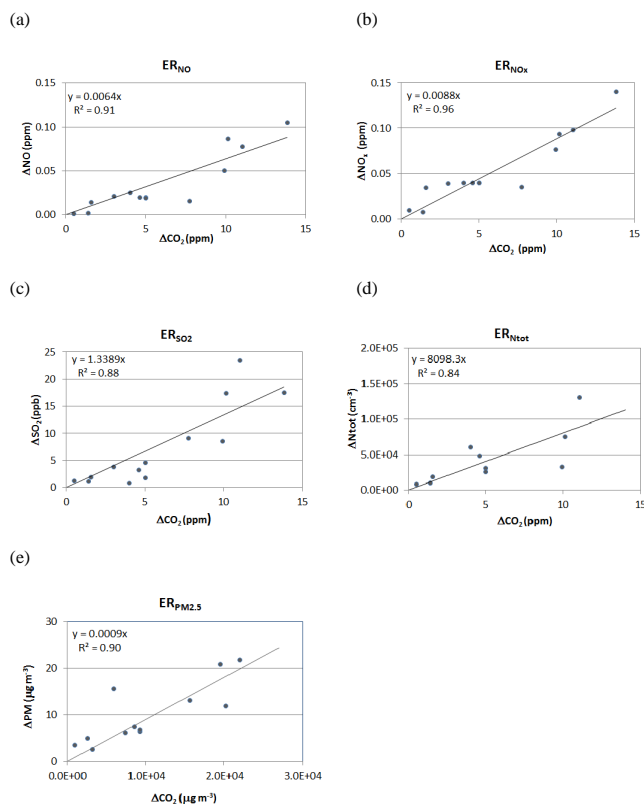 (a)
(b)
ER_NO
y = 0.0064x
R² = 0.91
0.15
0.10
0.05
0.00
ΔNO (ppm)
0
5
10
15
ΔCO₂ (ppm)
ER_NOx
y = 0.0088x
R² = 0.96
0.15
0.10
0.05
0.00
ΔNOₓ (ppm)
0
5
10
15
ΔCO₂ (ppm)
(c)
(d)
ER_SO2
y = 1.3389x
R² = 0.88
25
20
15
10
5
0
ΔSO₂ (ppb)
0
5
10
15
ΔCO₂ (ppm)
ER_Ntot
y = 8098.3x
R² = 0.84
2.0E+05
1.5E+05
1.0E+05
5.0E+04
0.0E+00
ΔNtot (cm⁻³)
0
5
10
15
ΔCO₂ (ppm)
(e)
ER_PM2.5
y = 0.0009x
R² = 0.90
30
20
10
0
ΔPM (µg m⁻³)
0.0E+00
1.0E+04
2.0E+04
3.0E+04
ΔCO₂ (µg m⁻³)